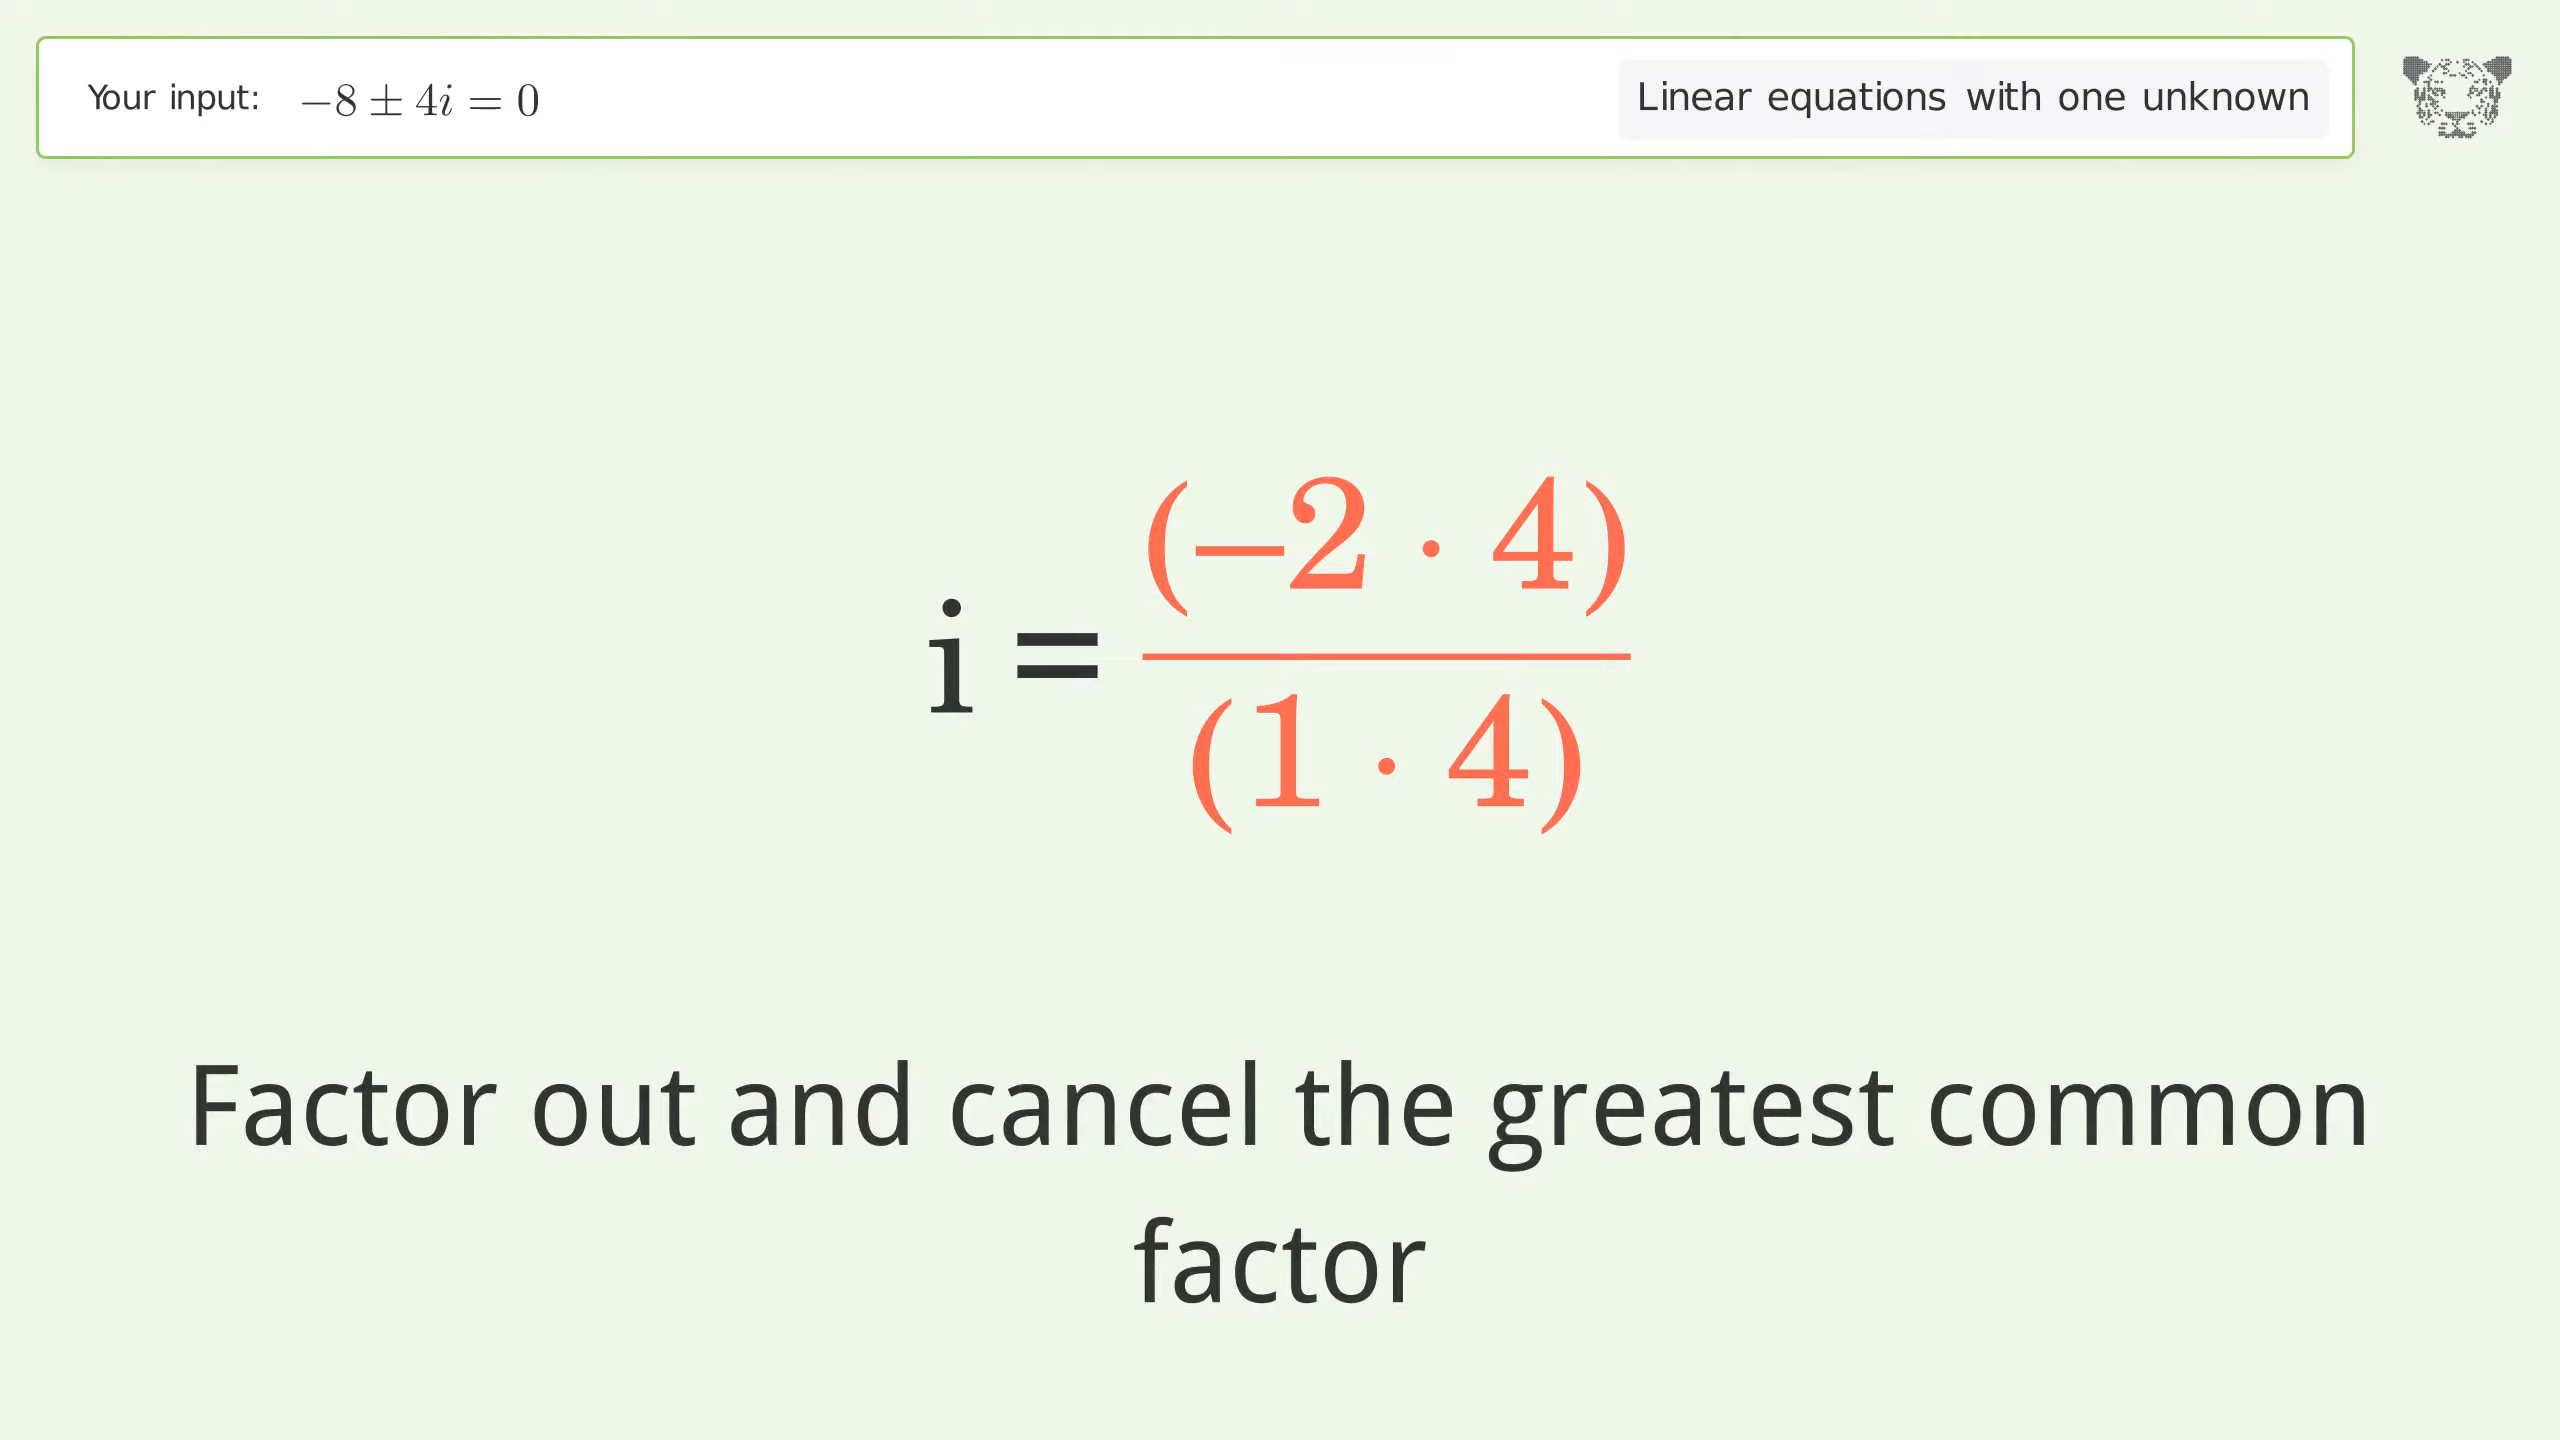 Your input: −8 ± 4i = 0 Linear equations with one unknown
i = (−2 · 4) / (1 · 4)
Factor out and cancel the greatest common
factor